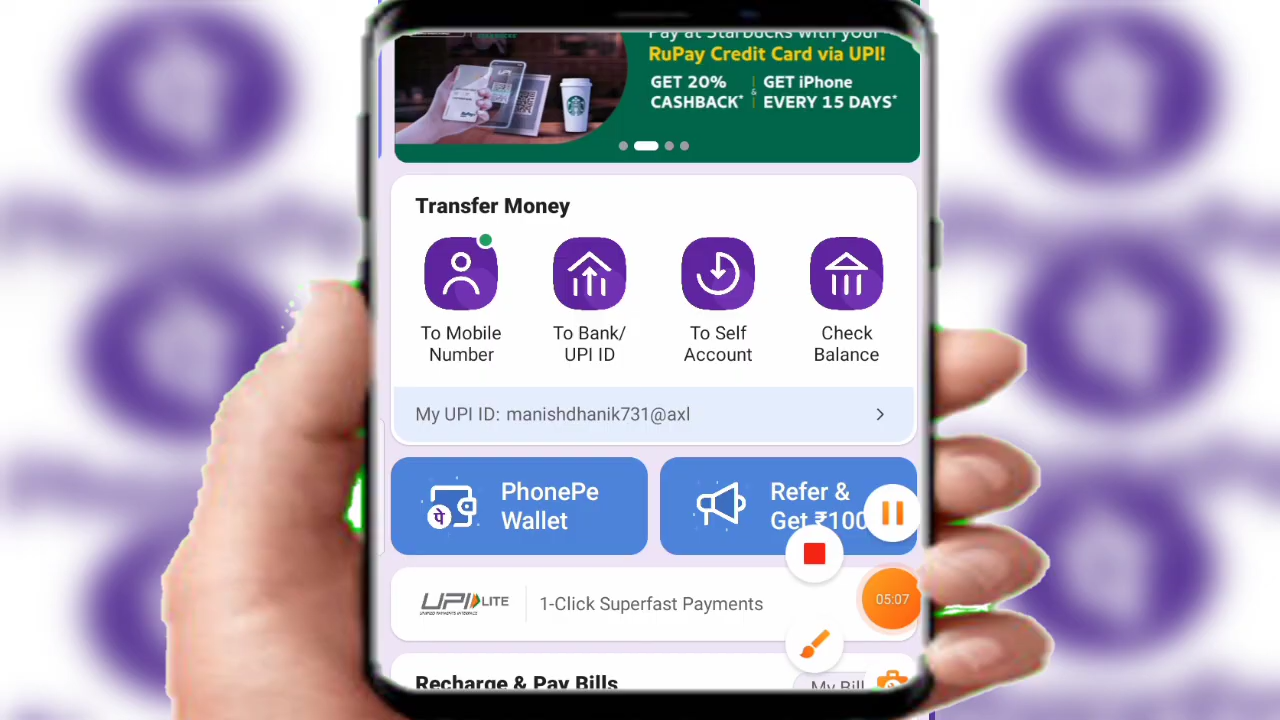 Pay at Starbucks with your
RuPay Credit Card via UPI!
GET 20%
CASHBACK*
&
GET iPhone
EVERY 15 DAYS*
Transfer Money
To Mobile
Number
To Bank/
UPI ID
To Self
Account
Check
Balance
My UPI ID: manishdhanik731@axl
पे
PhonePe
Wallet
Refer &
Get ₹100
UPI LITE
1-Click Superfast Payments
05:07
Recharge & Pay Bills
My Bill